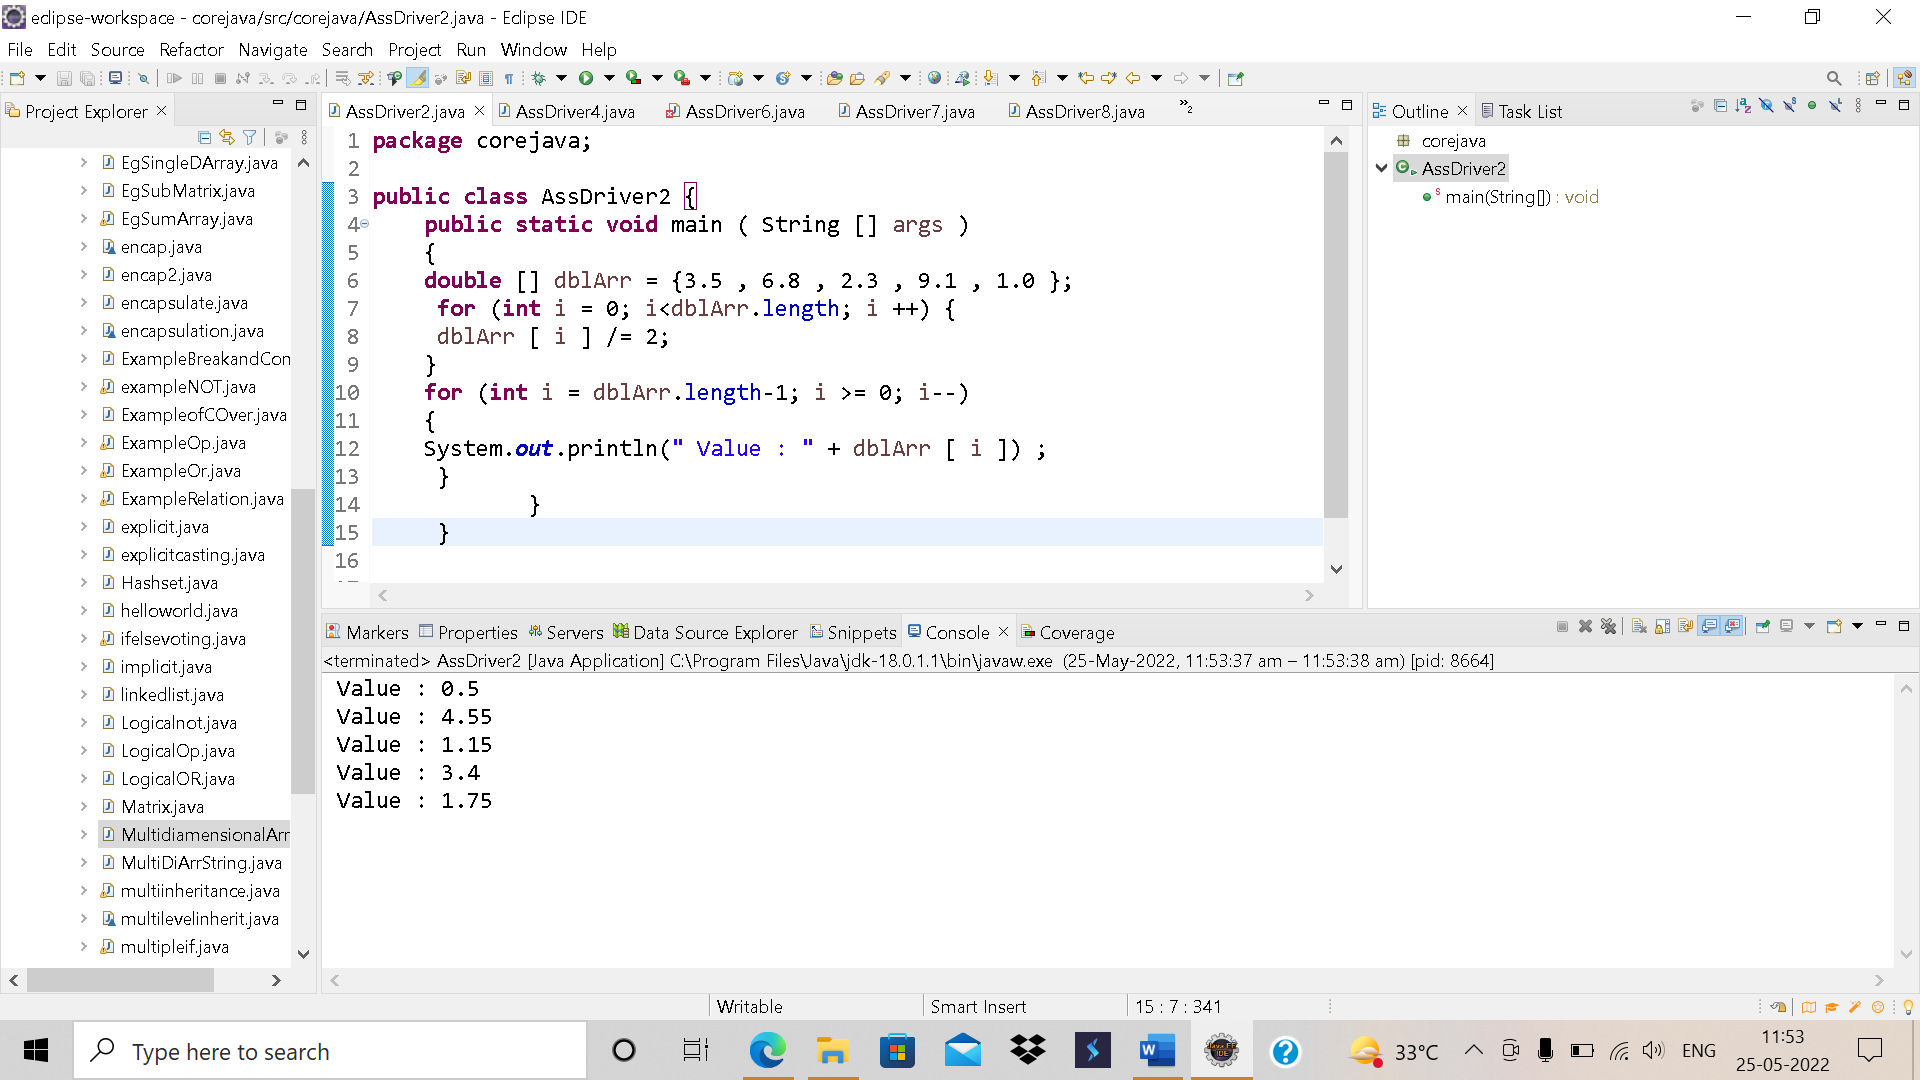 eclipse-workspace - corejava/src/corejava/AssDriver2.java - Eclipse IDE
File Edit Source Refactor Navigate Search Project Run Window Help
Project Explorer
EgSingleDArray.java
EgSubMatrix.java
EgSumArray.java
encap.java
encap2.java
encapsulate.java
encapsulation.java
ExampleBreakandCon
exampleNOT.java
ExampleofCOver.java
ExampleOp.java
ExampleOr.java
ExampleRelation.java
explicit.java
explicitcasting.java
Hashset.java
helloworld.java
ifelsevoting.java
implicit.java
linkedlist.java
Logicalnot.java
LogicalOp.java
LogicalOR.java
Matrix.java
MultidiamensionalArr
MultiDiArrString.java
multiinheritance.java
multilevelinherit.java
multipleif.java
AssDriver2.java AssDriver4.java AssDriver6.java AssDriver7.java AssDriver8.java »2
1 package corejava;
2
3 public class AssDriver2 {
4 public static void main ( String [] args )
5 {
6 double [] dblArr = {3.5 , 6.8 , 2.3 , 9.1 , 1.0 };
7 for (int i = 0; i<dblArr.length; i ++) {
8 dblArr [ i ] /= 2;
9 }
10 for (int i = dblArr.length-1; i >= 0; i--)
11 {
12 System.out.println(" Value : " + dblArr [ i ]) ;
13 }
14 }
15 }
16
Outline Task List
corejava
AssDriver2
main(String[]) : void
Markers Properties Servers Data Source Explorer Snippets Console Coverage
<terminated> AssDriver2 [Java Application] C:\Program Files\Java\jdk-18.0.1.1\bin\javaw.exe (25-May-2022, 11:53:37 am – 11:53:38 am) [pid: 8664]
Value : 0.5
Value : 4.55
Value : 1.15
Value : 3.4
Value : 1.75
Writable Smart Insert 15 : 7 : 341
Type here to search
33°C ENG
11:53
25-05-2022